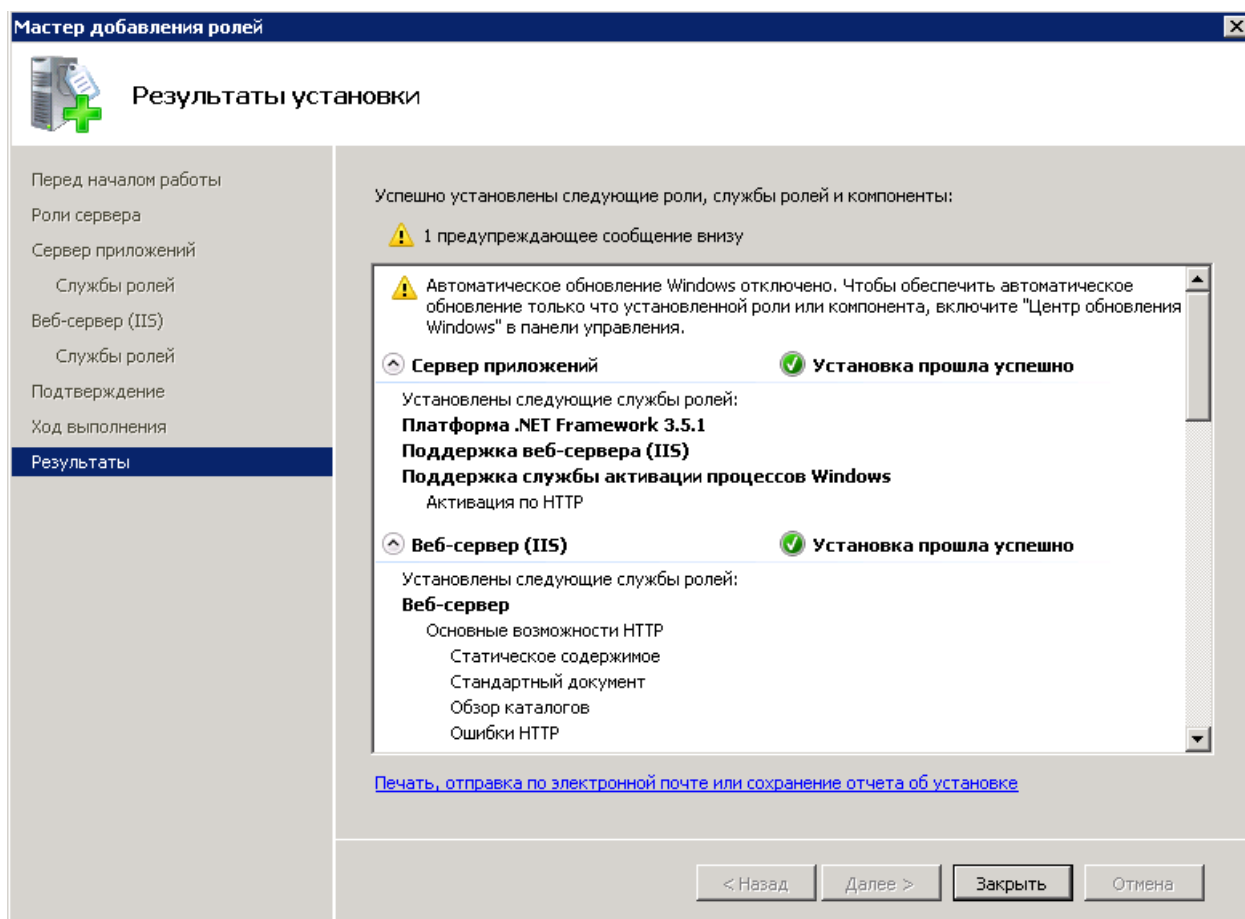 Мастер добавления ролей
Результаты установки
Перед началом работы
Роли сервера
Сервер приложений
Службы ролей
Веб-сервер (IIS)
Службы ролей
Подтверждение
Ход выполнения
Результаты
Успешно установлены следующие роли, службы ролей и компоненты:
1 предупреждающее сообщение внизу
Автоматическое обновление Windows отключено. Чтобы обеспечить автоматическое
обновление только что установленной роли или компонента, включите "Центр обновления
Windows" в панели управления.
Сервер приложений Установка прошла успешно
Установлены следующие службы ролей:
Платформа .NET Framework 3.5.1
Поддержка веб-сервера (IIS)
Поддержка службы активации процессов Windows
Активация по HTTP
Веб-сервер (IIS) Установка прошла успешно
Установлены следующие службы ролей:
Веб-сервер
Основные возможности HTTP
Статическое содержимое
Стандартный документ
Обзор каталогов
Ошибки HTTP
Печать, отправка по электронной почте или сохранение отчета об установке
< Назад Далее > Закрыть Отмена